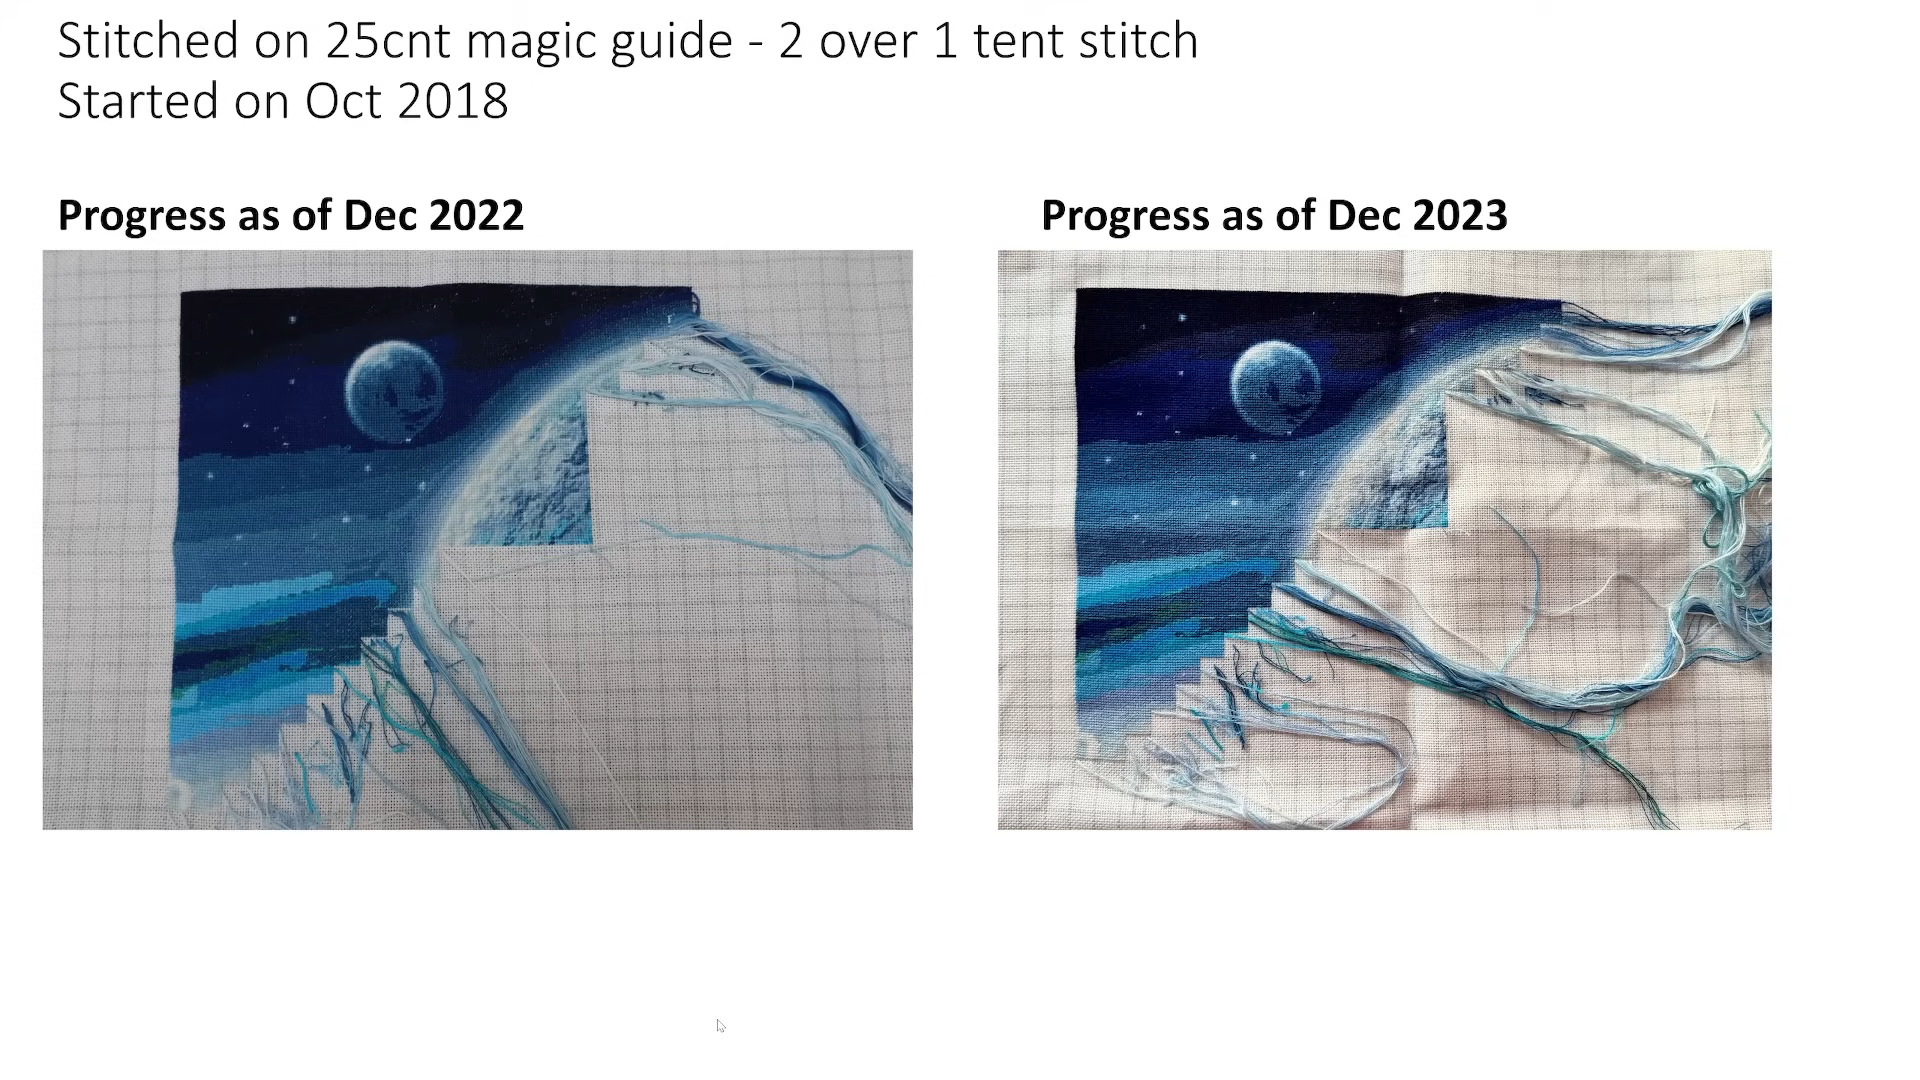 Stitched on 25cnt magic guide - 2 over 1 tent stitch
Started on Oct 2018
Progress as of Dec 2022
Progress as of Dec 2023